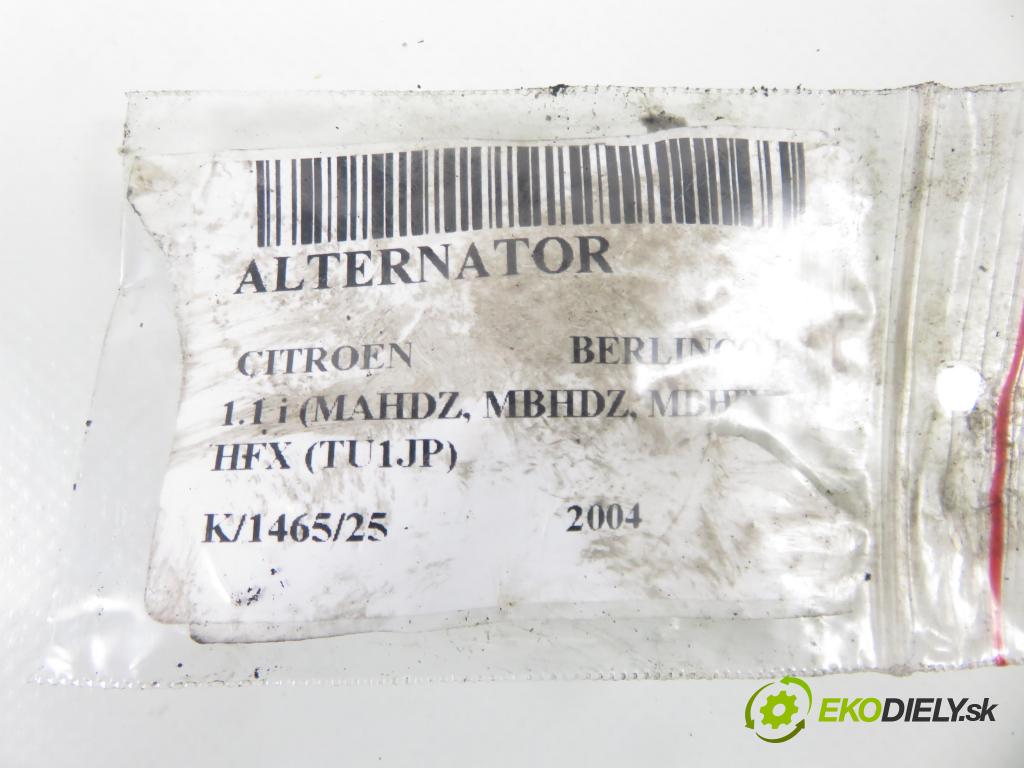 ALTERNATOR
CITROEN
1.1 i (MAHDZ, MBHDZ,
HFX (TU1JP)
K/1465/25 2004
EKODIELY.sk